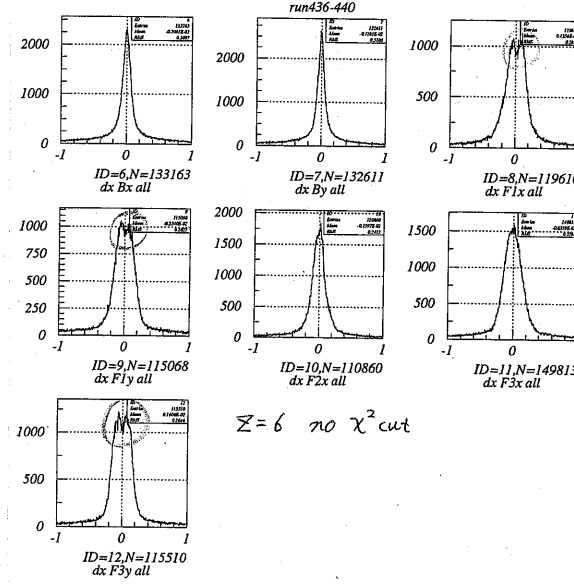 run436-440
2000
1000
0
-1 0 1
ID=6,N=133163
dx Bx all
2000
1000
0
-1 0 1
ID=7,N=132611
dx By all
1000
500
0
-1 0
ID=8,N=119610
dx F1x all
1000
750
500
250
0
-1 0 1
ID=9,N=115068
dx F1y all
2000
1500
1000
500
0
-1 0 1
ID=10,N=110860
dx F2x all
1500
1000
500
0
-1 0
ID=11,N=149813
dx F3x all
1000
500
0
-1 0 1
ID=12,N=115510
dx F3y all
Z=6 no χ² cut